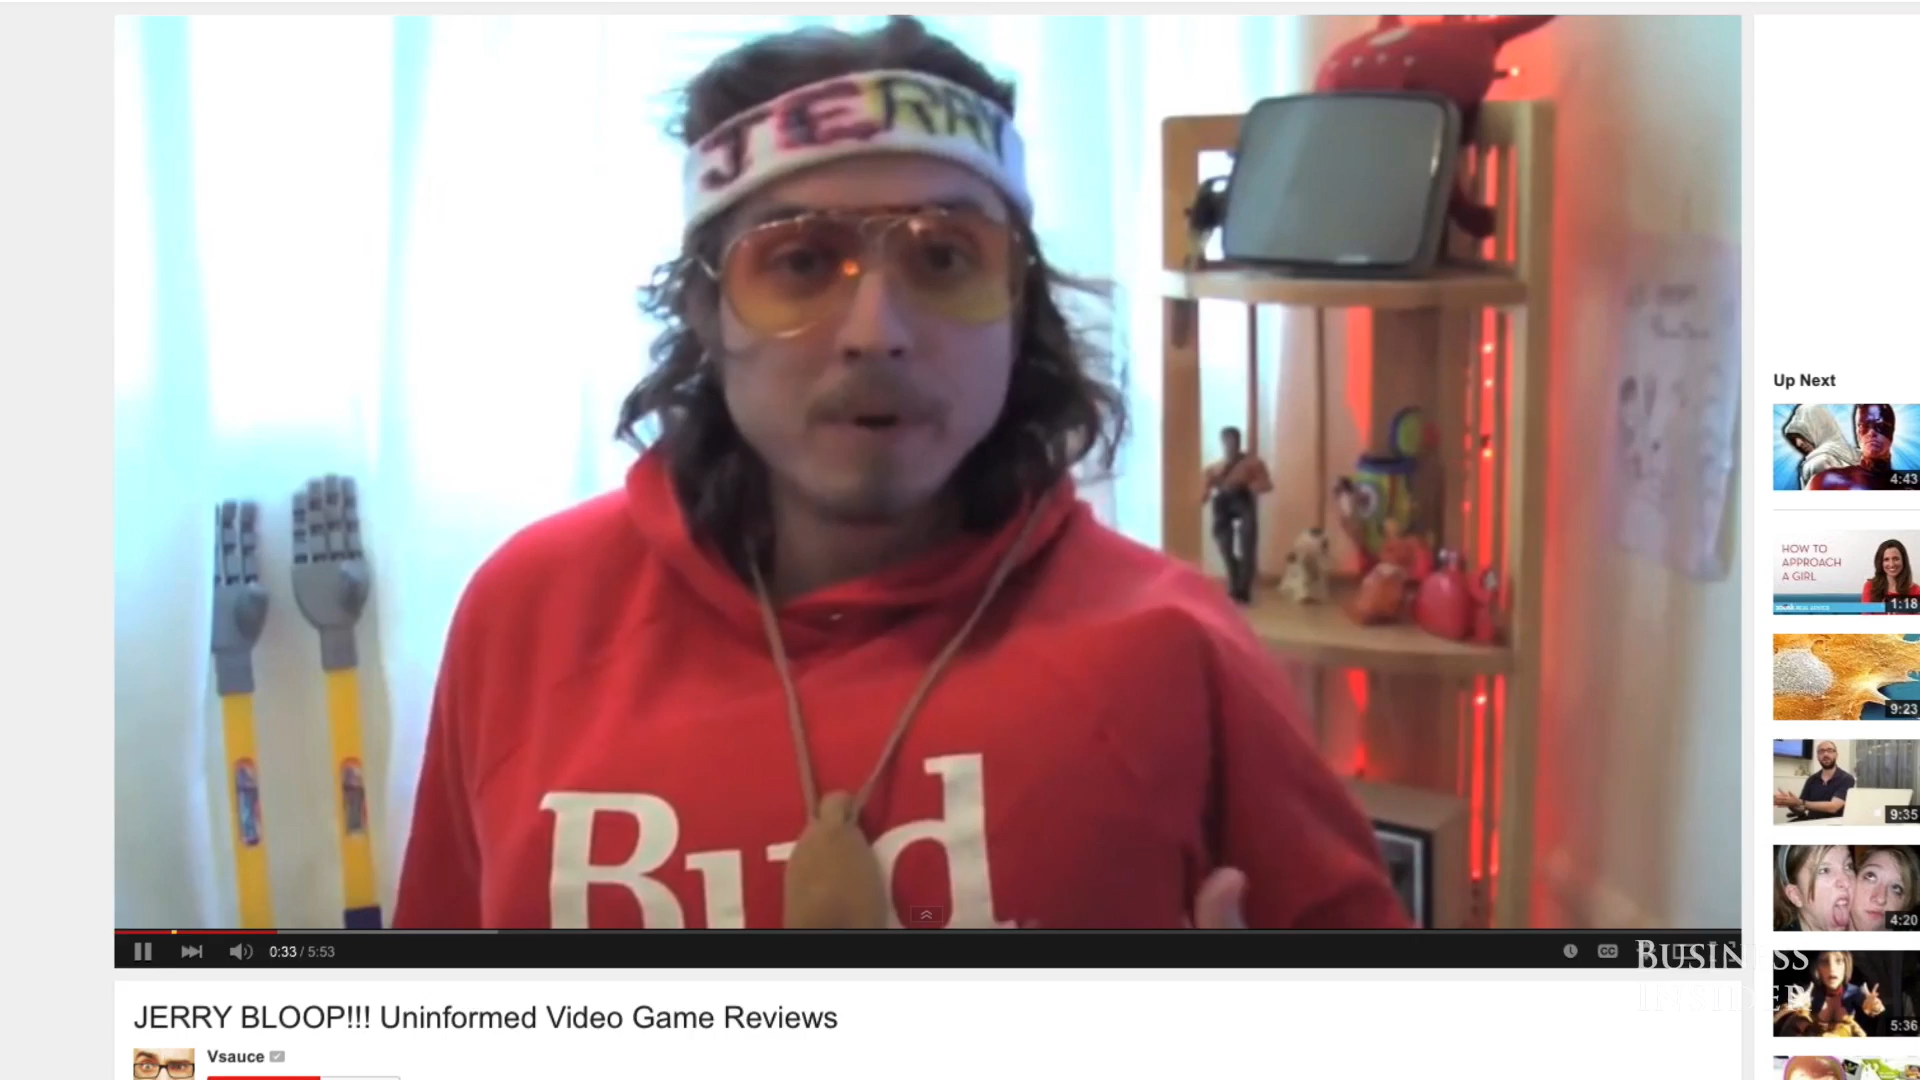 JERRY
Bud
Up Next
4:43
HOW TO
APPROACH
A GIRL
1:18
9:23
9:35
4:20
5:36
0:33 / 5:53
CC
BUSINESS
INSIDER
JERRY BLOOP!!! Uninformed Video Game Reviews
Vsauce